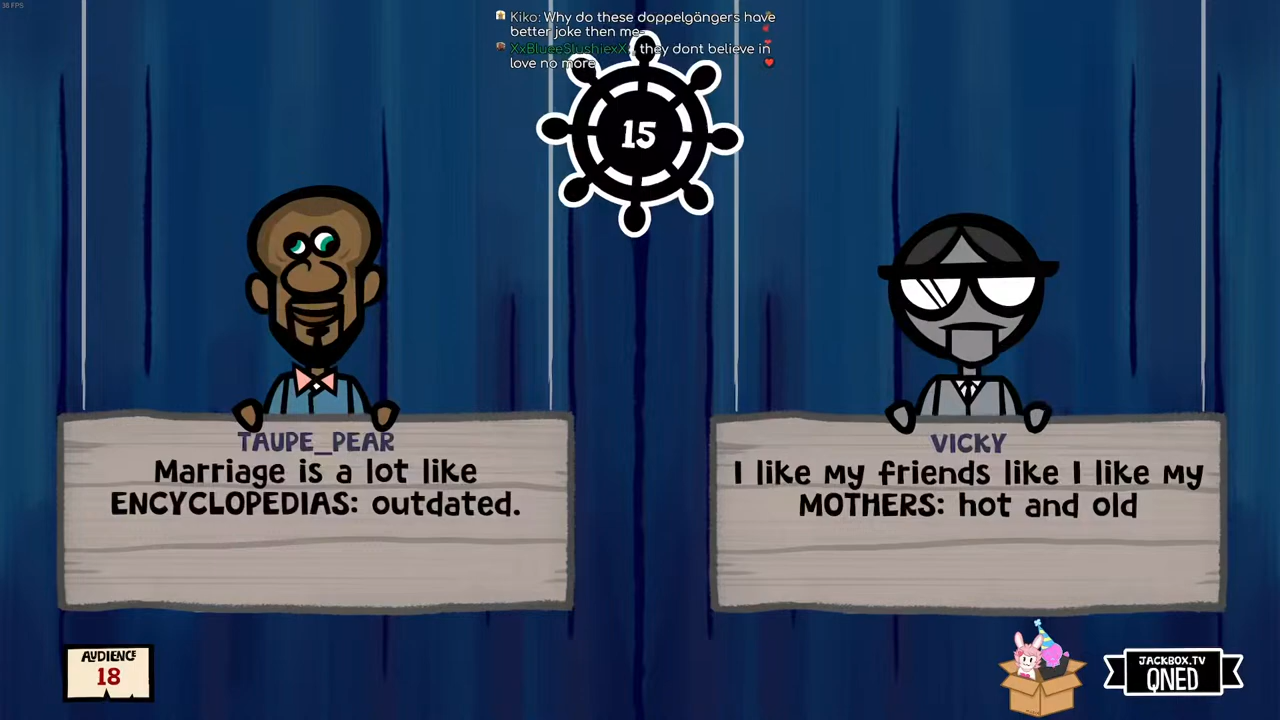 36 FPS
Kiko: Why do these doppelgängers have
better joke then me-
XxBlueeSlushiexX: , they dont believe in
love no more
15
TAUPE_PEAR
Marriage is a lot like
ENCYCLOPEDIAS: outdated.
VICKY
I like my friends like I like my
MOTHERS: hot and old
AUDIENCE
18
JACKBOX.TV
QNED